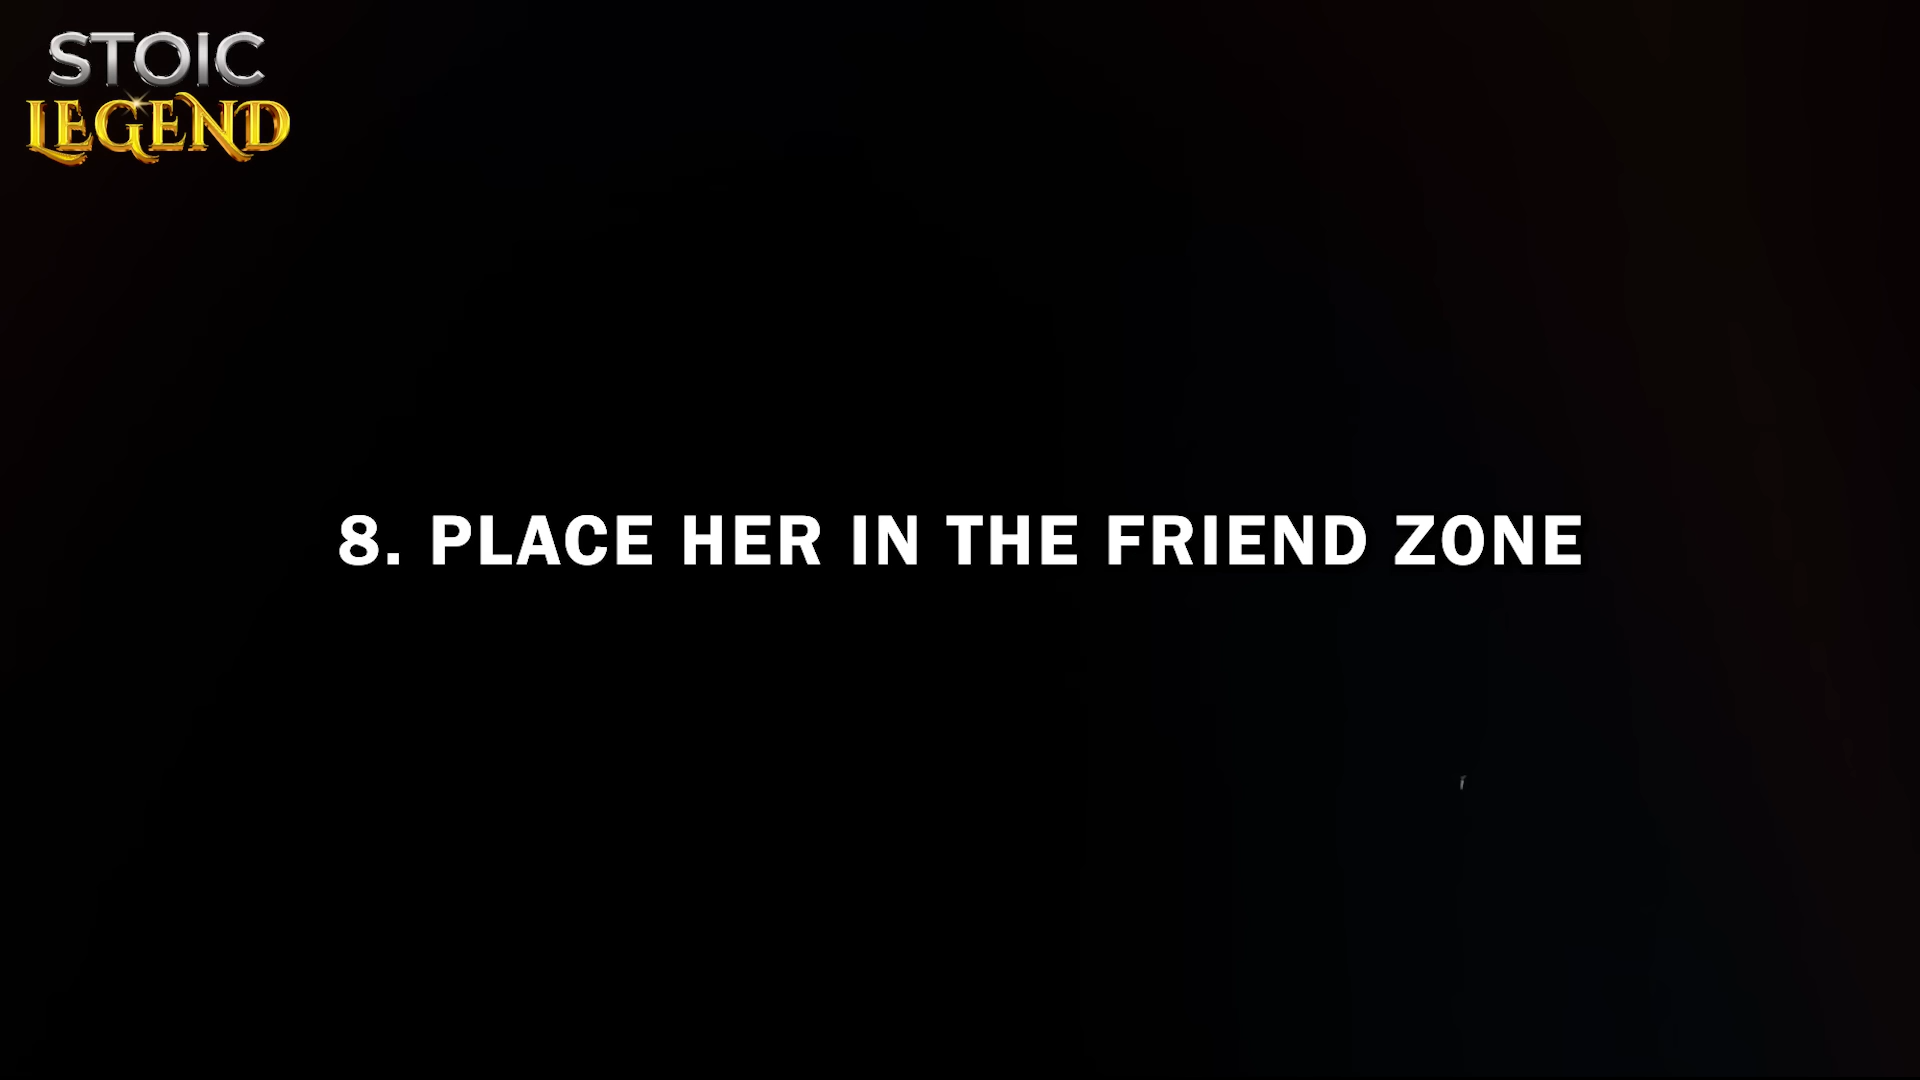 STOIC
LEGEND
8. PLACE HER IN THE FRIEND ZONE